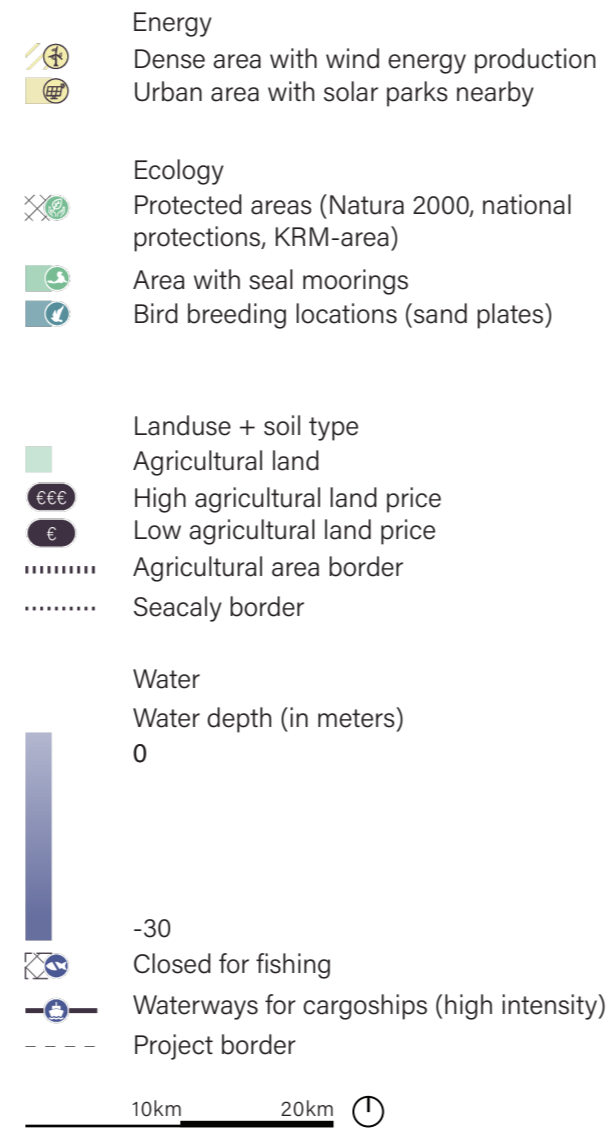 Energy
Dense area with wind energy production
Urban area with solar parks nearby
Ecology
Protected areas (Natura 2000, national
protections, KRM-area)
Area with seal moorings
Bird breeding locations (sand plates)
Landuse + soil type
Agricultural land
€€€ High agricultural land price
€ Low agricultural land price
Agricultural area border
Seacaly border
Water
Water depth (in meters)
0
-30
Closed for fishing
Waterways for cargoships (high intensity)
Project border
10km 20km